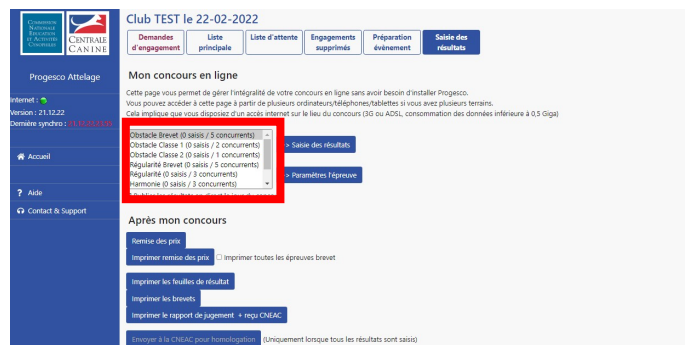 Commission
Nationale
Education
et Activités
Cynophiles
Centrale
Canine
Progesco Attelage
Internet :
Version : 21.12.22
Dernière synchro :
Accueil
? Aide
Contact & Support
Club TEST le 22-02-2022
Demandes d'engagement
Liste principale
Liste d'attente
Engagements supprimés
Préparation événement
Saisie des résultats
Mon concours en ligne
Cette page vous permet de gérer l'intégralité de votre concours en ligne sans avoir besoin d'installer Progesco.
Vous pouvez accéder à cette page à partir de plusieurs ordinateurs/téléphones/tablettes si vous avez plusieurs terrains.
Cela implique que vous disposiez d'un accès internet sur le lieu du concours (3G ou ADSL, consommation des données inférieure à 0,5 Giga)
Obstacle Brevet (0 saisis / 5 concurrents)
Obstacle Classe 1 (0 saisis / 2 concurrents)
Obstacle Classe 2 (0 saisis / 1 concurrents)
Régularité Brevet (0 saisis / 5 concurrents)
Régularité (0 saisis / 3 concurrents)
Harmonie (0 saisis / 3 concurrents)
> Saisie des résultats
> Paramètres l'épreuve
Après mon concours
Remise des prix
Imprimer remise des prix
Imprimer toutes les épreuves brevet
Imprimer les feuilles de résultat
Imprimer les brevets
Imprimer le rapport de jugement + reçu CNEAC
Envoyer à la CNEAC pour homologation (Uniquement lorsque tous les résultats sont saisis)